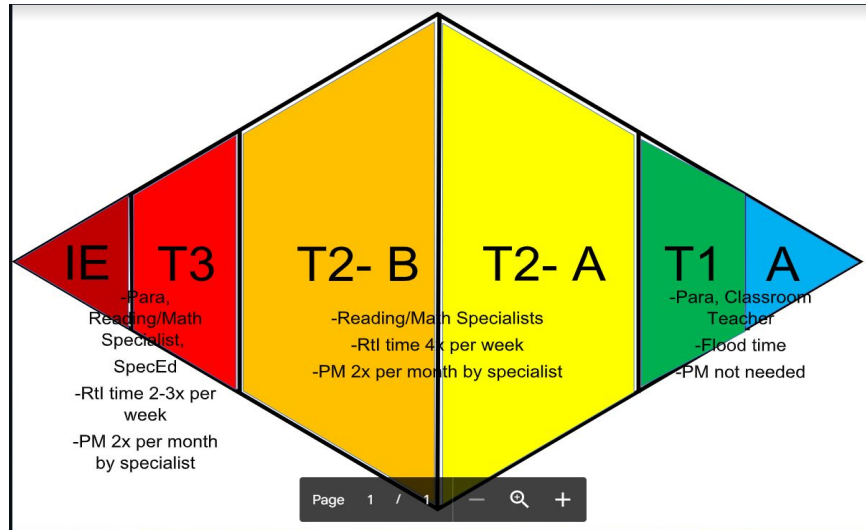 IE
T3
T2- B
T2- A
T1
A
-Para,
Reading/Math
Specialist,
SpecEd
-RtI time 2-3x per
week
-PM 2x per month
by specialist
-Reading/Math Specialists
-RtI time 4x per week
-PM 2x per month by specialist
-Para, Classroom
Teacher
-Flood time
-PM not needed
Page 1 / 1